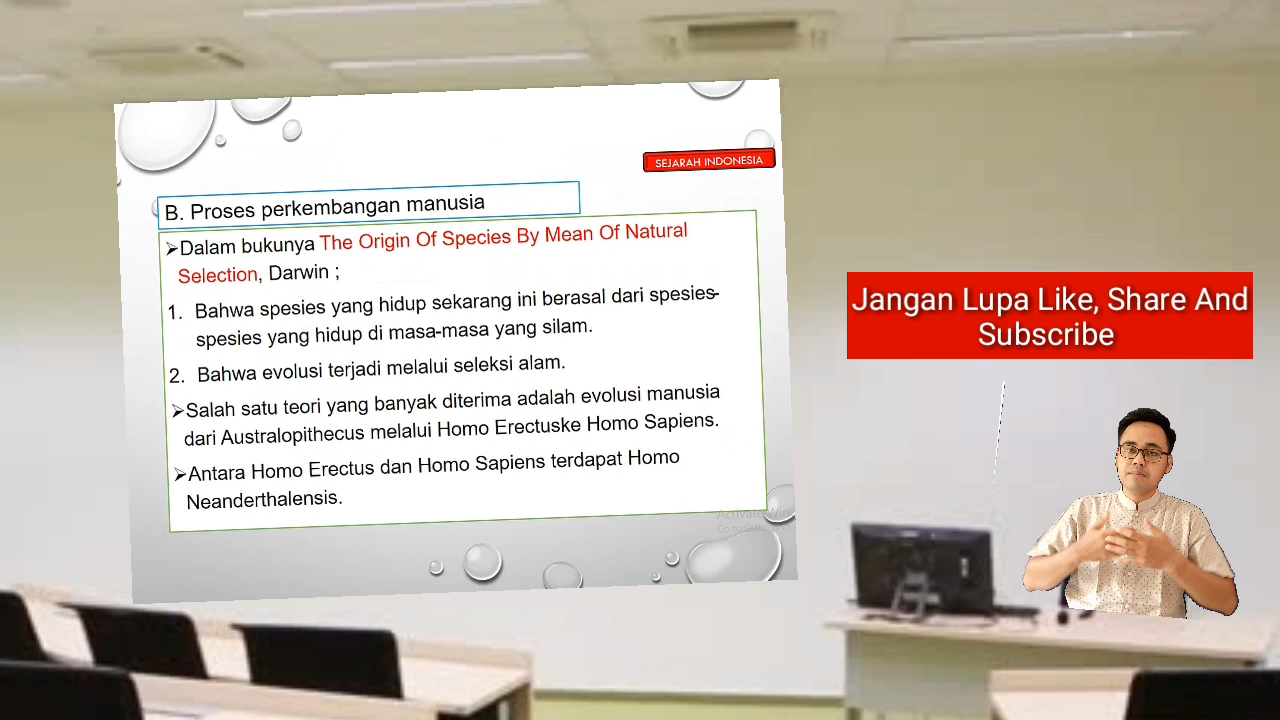 SEJARAH INDONESIA
B. Proses perkembangan manusia
➢Dalam bukunya The Origin Of Species By Mean Of Natural
Selection, Darwin ;
1. Bahwa spesies yang hidup sekarang ini berasal dari spesies-
spesies yang hidup di masa-masa yang silam.
2. Bahwa evolusi terjadi melalui seleksi alam.
➢Salah satu teori yang banyak diterima adalah evolusi manusia
dari Australopithecus melalui Homo Erectuske Homo Sapiens.
➢Antara Homo Erectus dan Homo Sapiens terdapat Homo
Neanderthalensis.
Jangan Lupa Like, Share And
Subscribe
Activate Win